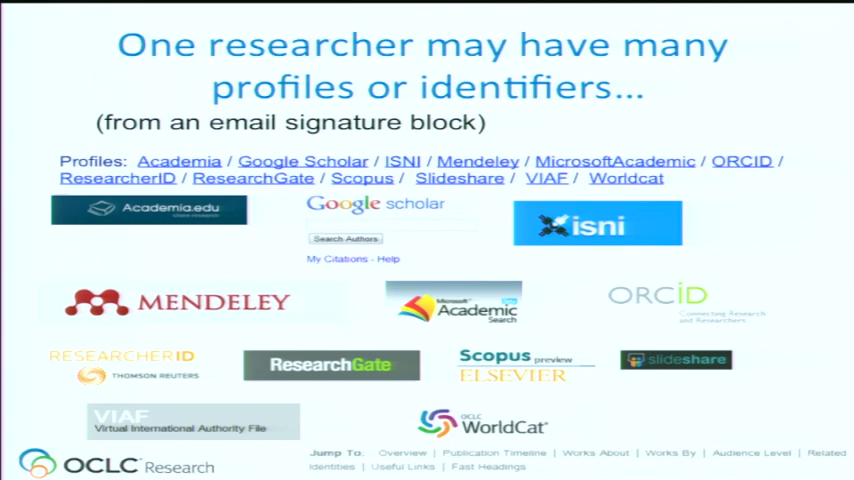 One researcher may have many
profiles or identifiers...
(from an email signature block)
Profiles: Academia / Google Scholar / ISNI / Mendeley / MicrosoftAcademic / ORCID /
ResearcherID / ResearchGate / Scopus / Slideshare / VIAF / Worldcat
Academia.edu
share research
Google scholar
Search Authors
My Citations - Help
isni
MENDELEY
Microsoft
Academic
Search
ORCiD
Connecting Research
and Researchers
RESEARCHERID
THOMSON REUTERS
ResearchGate
Scopus preview
ELSEVIER
slideshare
VIAF
Virtual International Authority File
OCLC
WorldCat
Jump To: Overview | Publication Timeline | Works About | Works By | Audience Level | Related
Identities | Useful Links | Fast Headings
OCLC Research